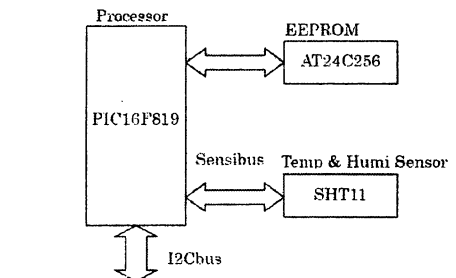 Processor
EEPROM
AT24C256
PIC16F819
Sensibus
Temp & Humi Sensor
SHT11
I2Cbus